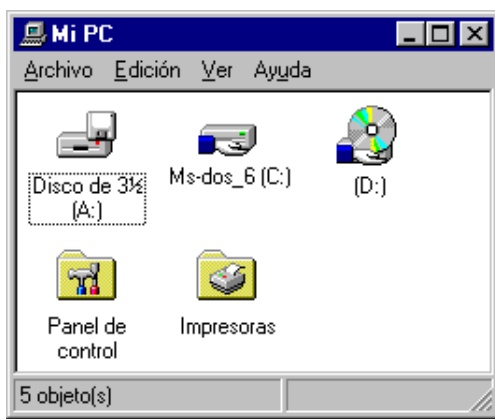 Mi PC
Archivo Edición Ver Ayuda
Disco de 3½ (A:)
Ms-dos_6 (C:)
(D:)
Panel de control
Impresoras
5 objeto(s)